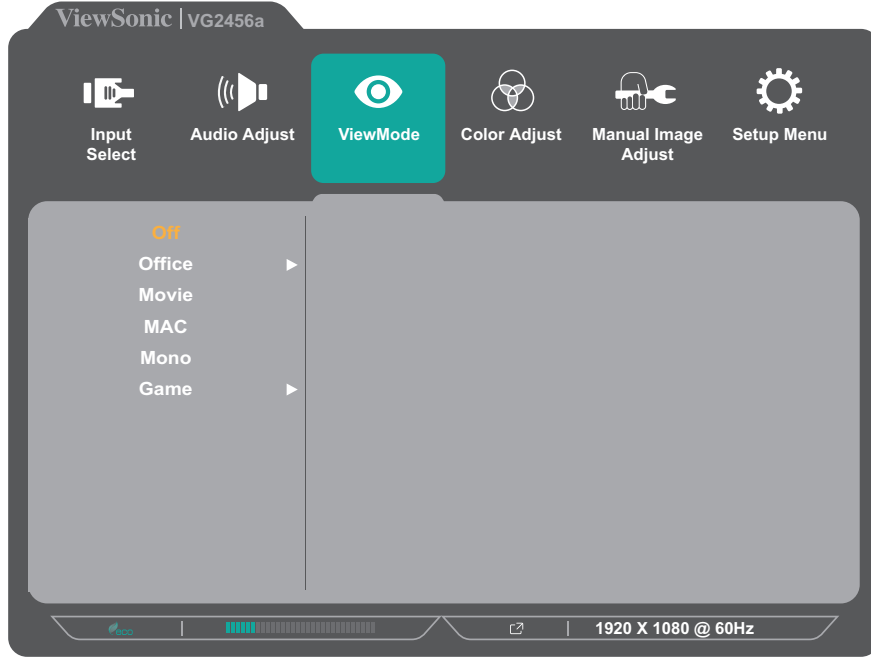 ViewSonic | VG2456a
Input
Select
Audio Adjust
ViewMode
Color Adjust
Manual Image
Adjust
Setup Menu
Off
Office
Movie
MAC
Mono
Game
eco
1920 X 1080 @ 60Hz